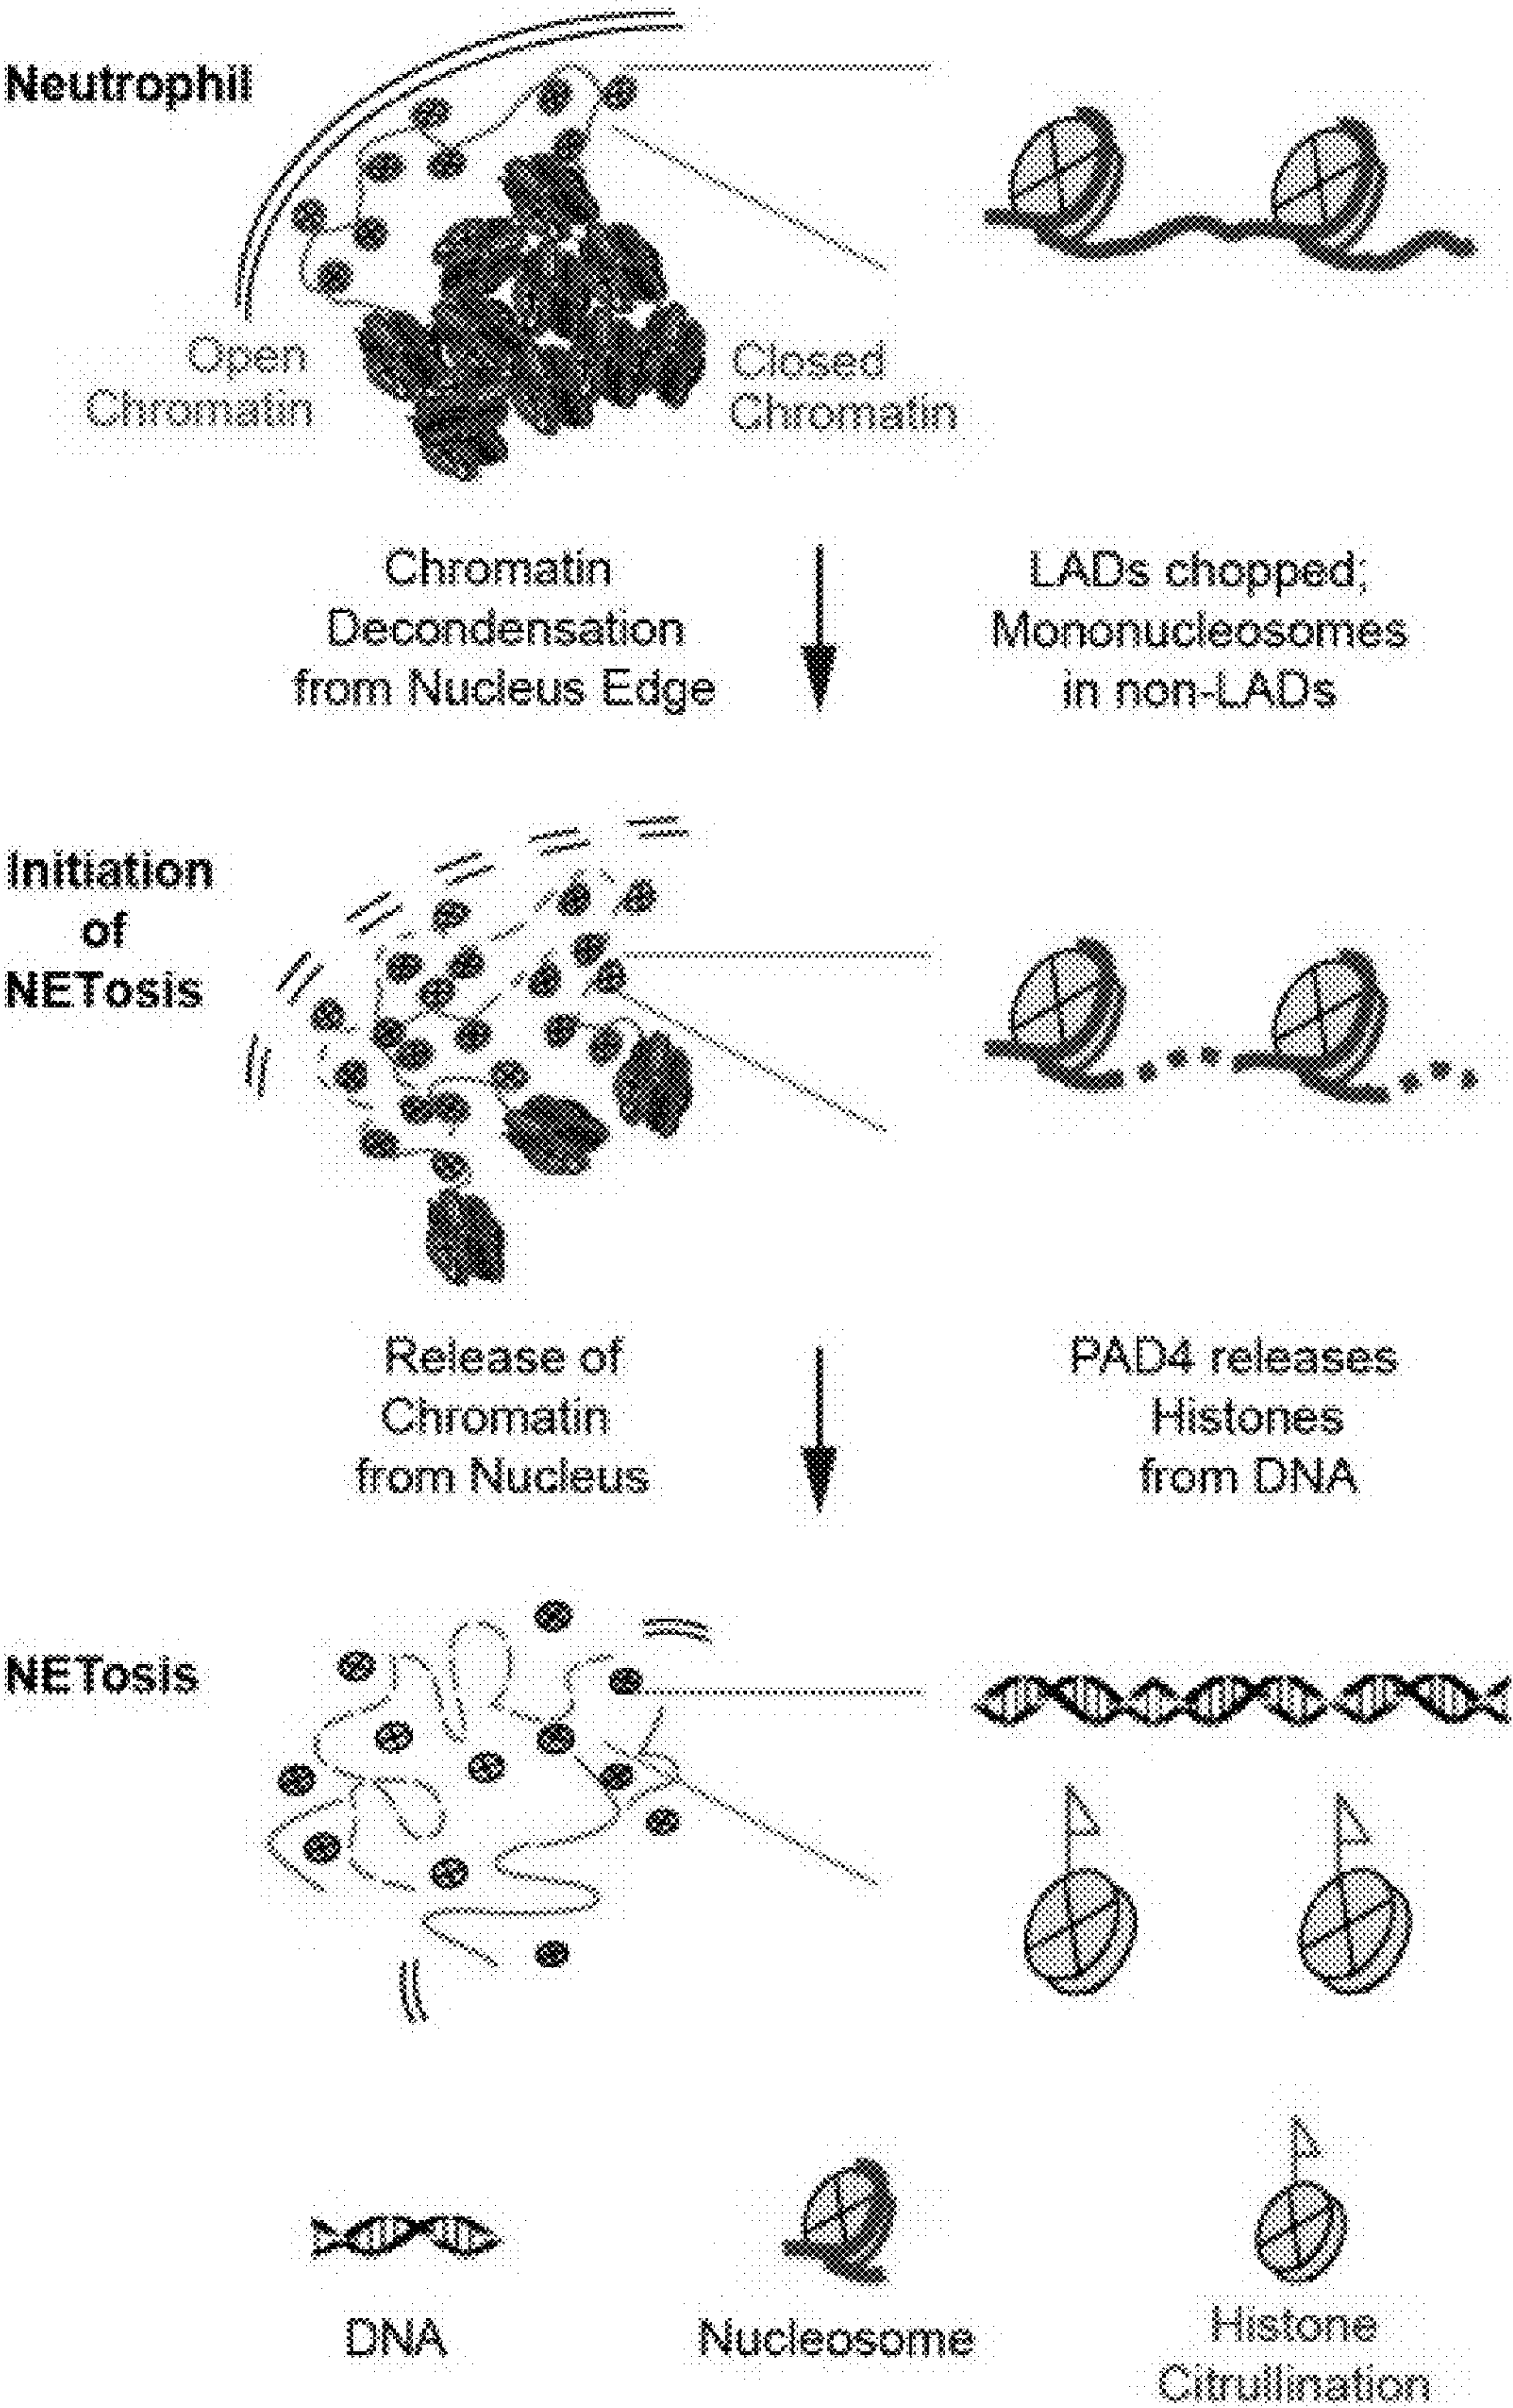 Neutrophil
Open
Chromatin
Closed
Chromatin
Chromatin
Decondensation
from Nucleus Edge
LADs chopped;
Mononucleosomes
in non-LADs
Initiation
of
NETosis
Release of
Chromatin
from Nucleus
PAD4 releases
Histones
from DNA
NETosis
DNA
Nucleosome
Histone
Citrullination